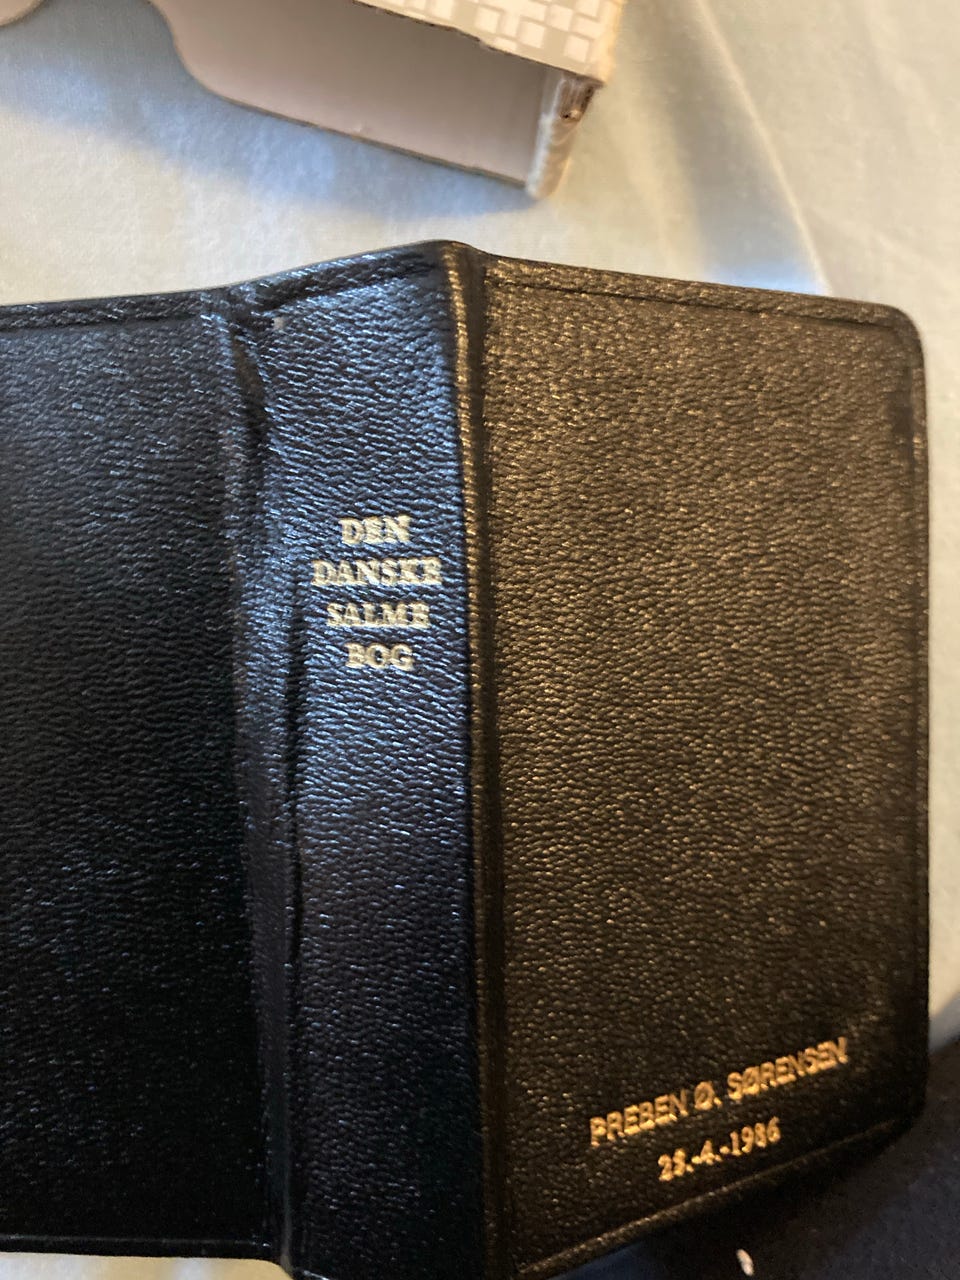 DEN
DANSKE
SALME
BOG
PREBEN Ø. SØRENSEN
28.-4.-1986